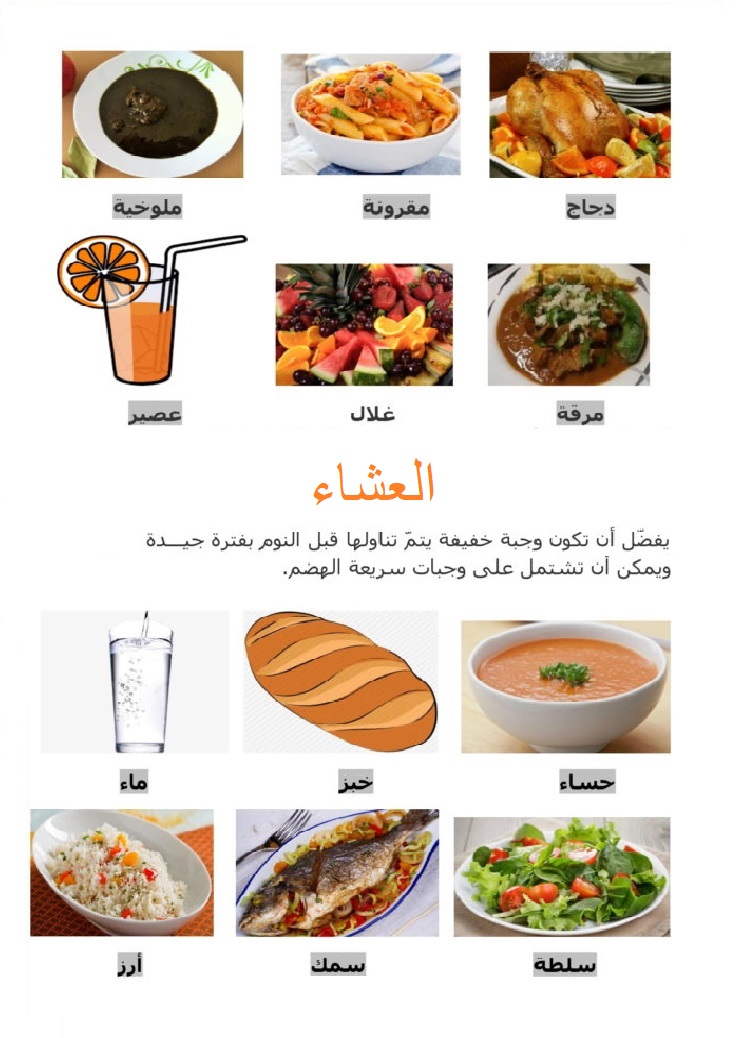 دجاج مقرونة ملوخية
مرقة غلال عصير
العشاء
يفضّل أن تكون وجبة خفيفة يتمّ تناولها قبل النوم بفترة جيـــدة
ويمكن أن تشتمل على وجبات سريعة الهضم.
حساء خبز ماء
سلطة سمك أرز